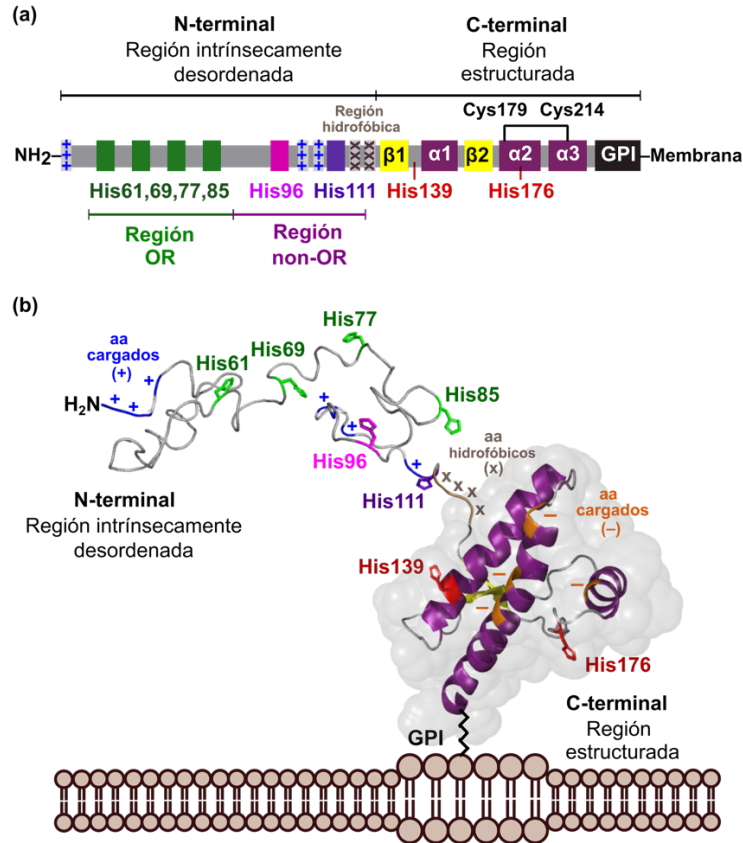 (a)
N-terminal
Región intrínsecamente
desordenada
C-terminal
Región
estructurada
Región
hidrofóbica
Cys179 Cys214
NH2 + + + + + + + + + + + + x x x x x x x x β1 α1 β2 α2 α3 GPI Membrana
His61,69,77,85 His96 His111 His139 His176
Región
OR
Región
non-OR
(b)
His77
aa
cargados
(+)
His61
His69
H2N
+ + +
His85
+ +
His96
aa
hidrofóbicos
(x)
+
x x x x
His111
aa
cargados
(–)
N-terminal
Región intrínsecamente
desordenada
His139
– – – –
His176
C-terminal
Región
estructurada
GPI